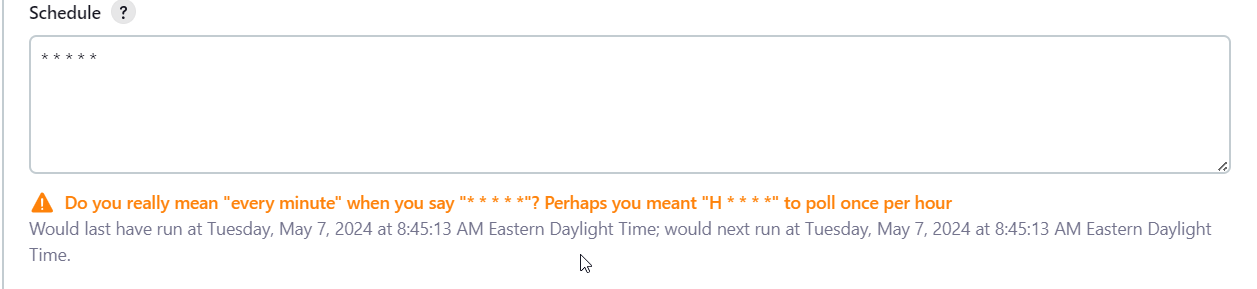 Schedule ?
* * * * *
Do you really mean "every minute" when you say "* * * * *"? Perhaps you meant "H * * * *" to poll once per hour
Would last have run at Tuesday, May 7, 2024 at 8:45:13 AM Eastern Daylight Time; would next run at Tuesday, May 7, 2024 at 8:45:13 AM Eastern Daylight
Time.